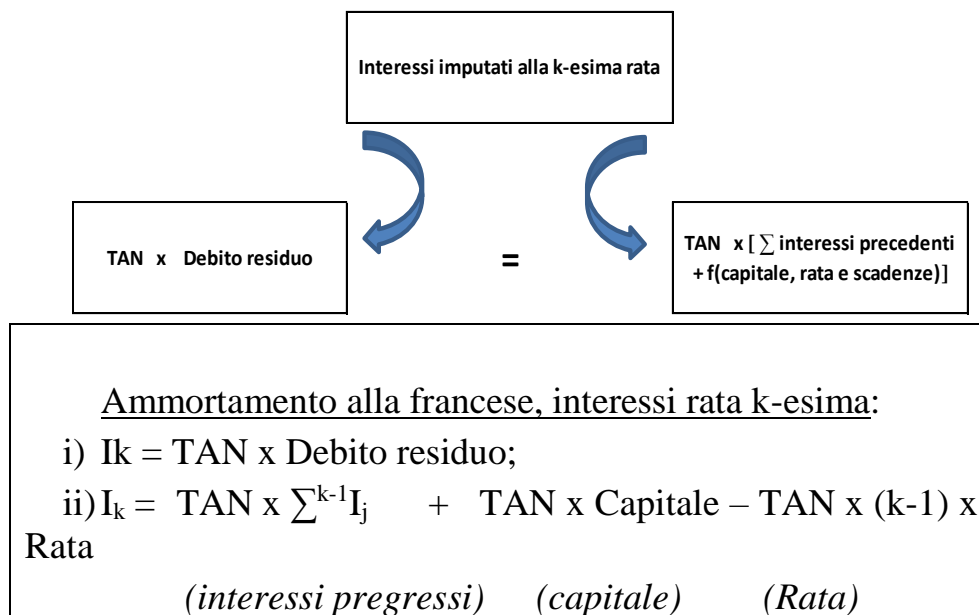 Interessi imputati alla k-esima rata
TAN x Debito residuo
=
TAN x [ ∑ interessi precedenti
+ f(capitale, rata e scadenze)]
Ammortamento alla francese, interessi rata k-esima:
i) Ik = TAN x Debito residuo;
ii) Iₖ = TAN x ∑ᵏ⁻¹Iⱼ + TAN x Capitale – TAN x (k-1) x
Rata
(interessi pregressi) (capitale) (Rata)